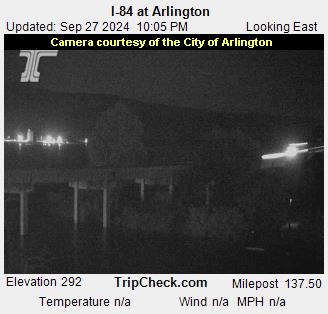 I-84 at Arlington
Updated: Sep 27 2024 10:05 PM Looking East
Camera courtesy of the City of Arlington
Elevation 292 TripCheck.com Milepost 137.50
Temperature n/a Wind n/a MPH n/a